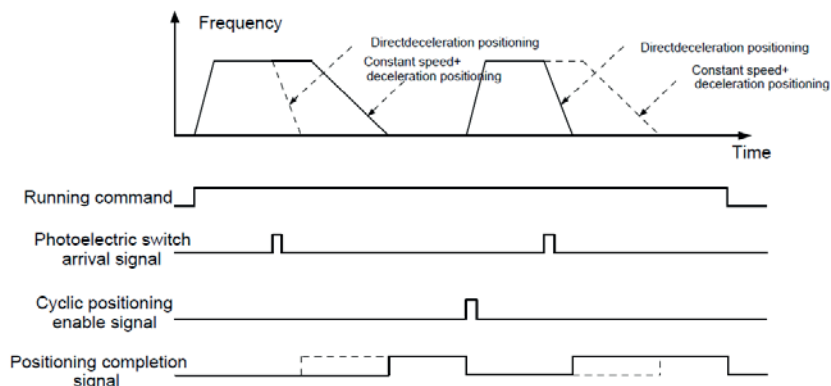 Frequency
Directdeceleration positioning
Constant speed+
deceleration positioning
Directdeceleration positioning
Constant speed+
deceleration positioning
Time
Running command
Photoelectric switch
arrival signal
Cyclic positioning
enable signal
Positioning completion
signal